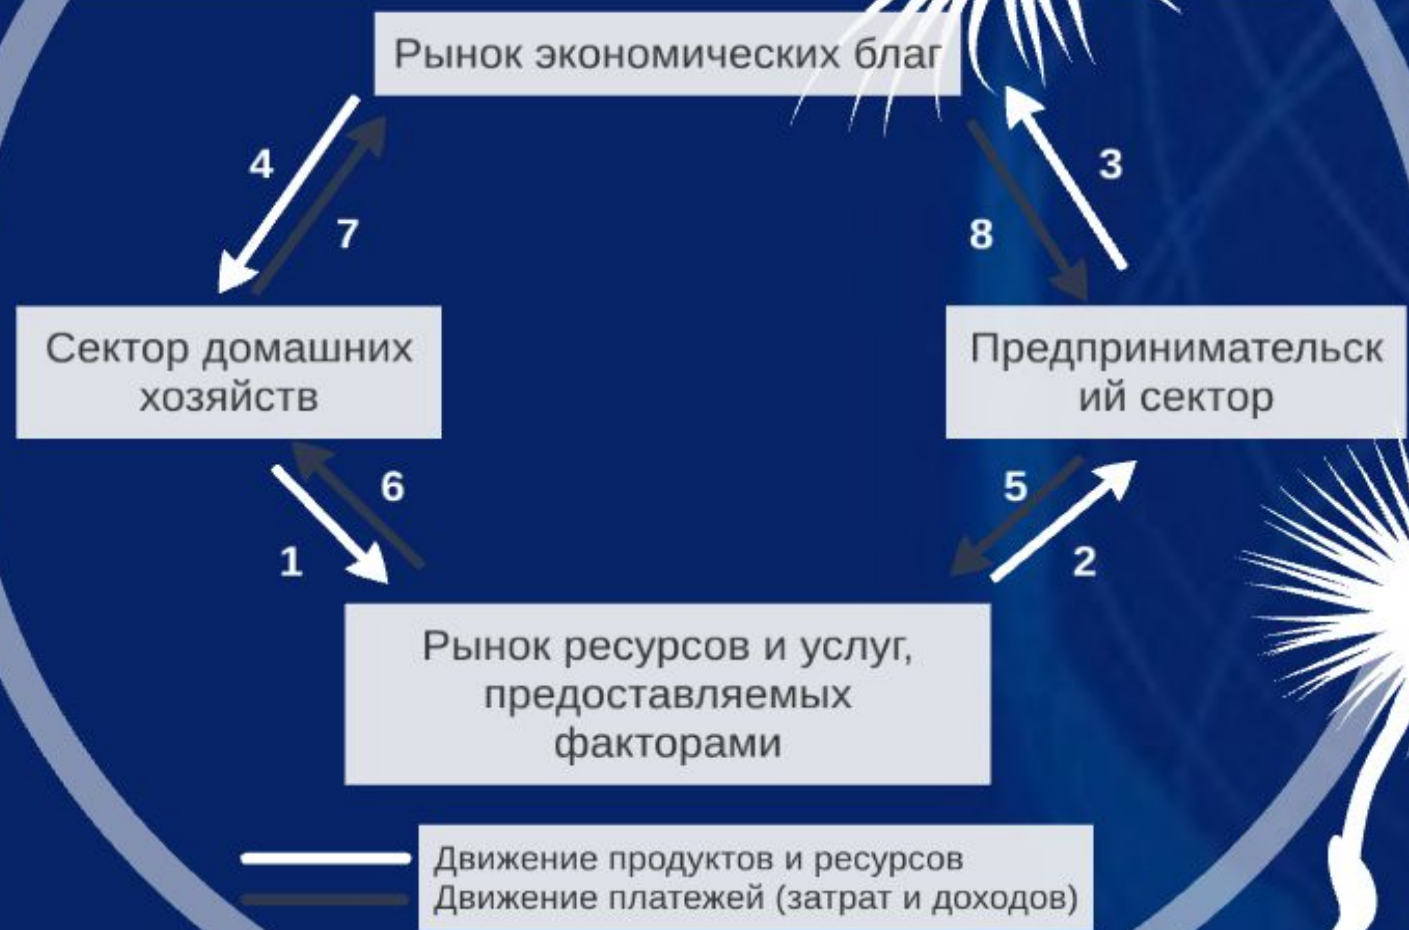 Рынок экономических благ
4
3
7
8
Сектор домашних
хозяйств
Предпринимательск
ий сектор
6
5
1
2
Рынок ресурсов и услуг,
предоставляемых
факторами
Движение продуктов и ресурсов
Движение платежей (затрат и доходов)